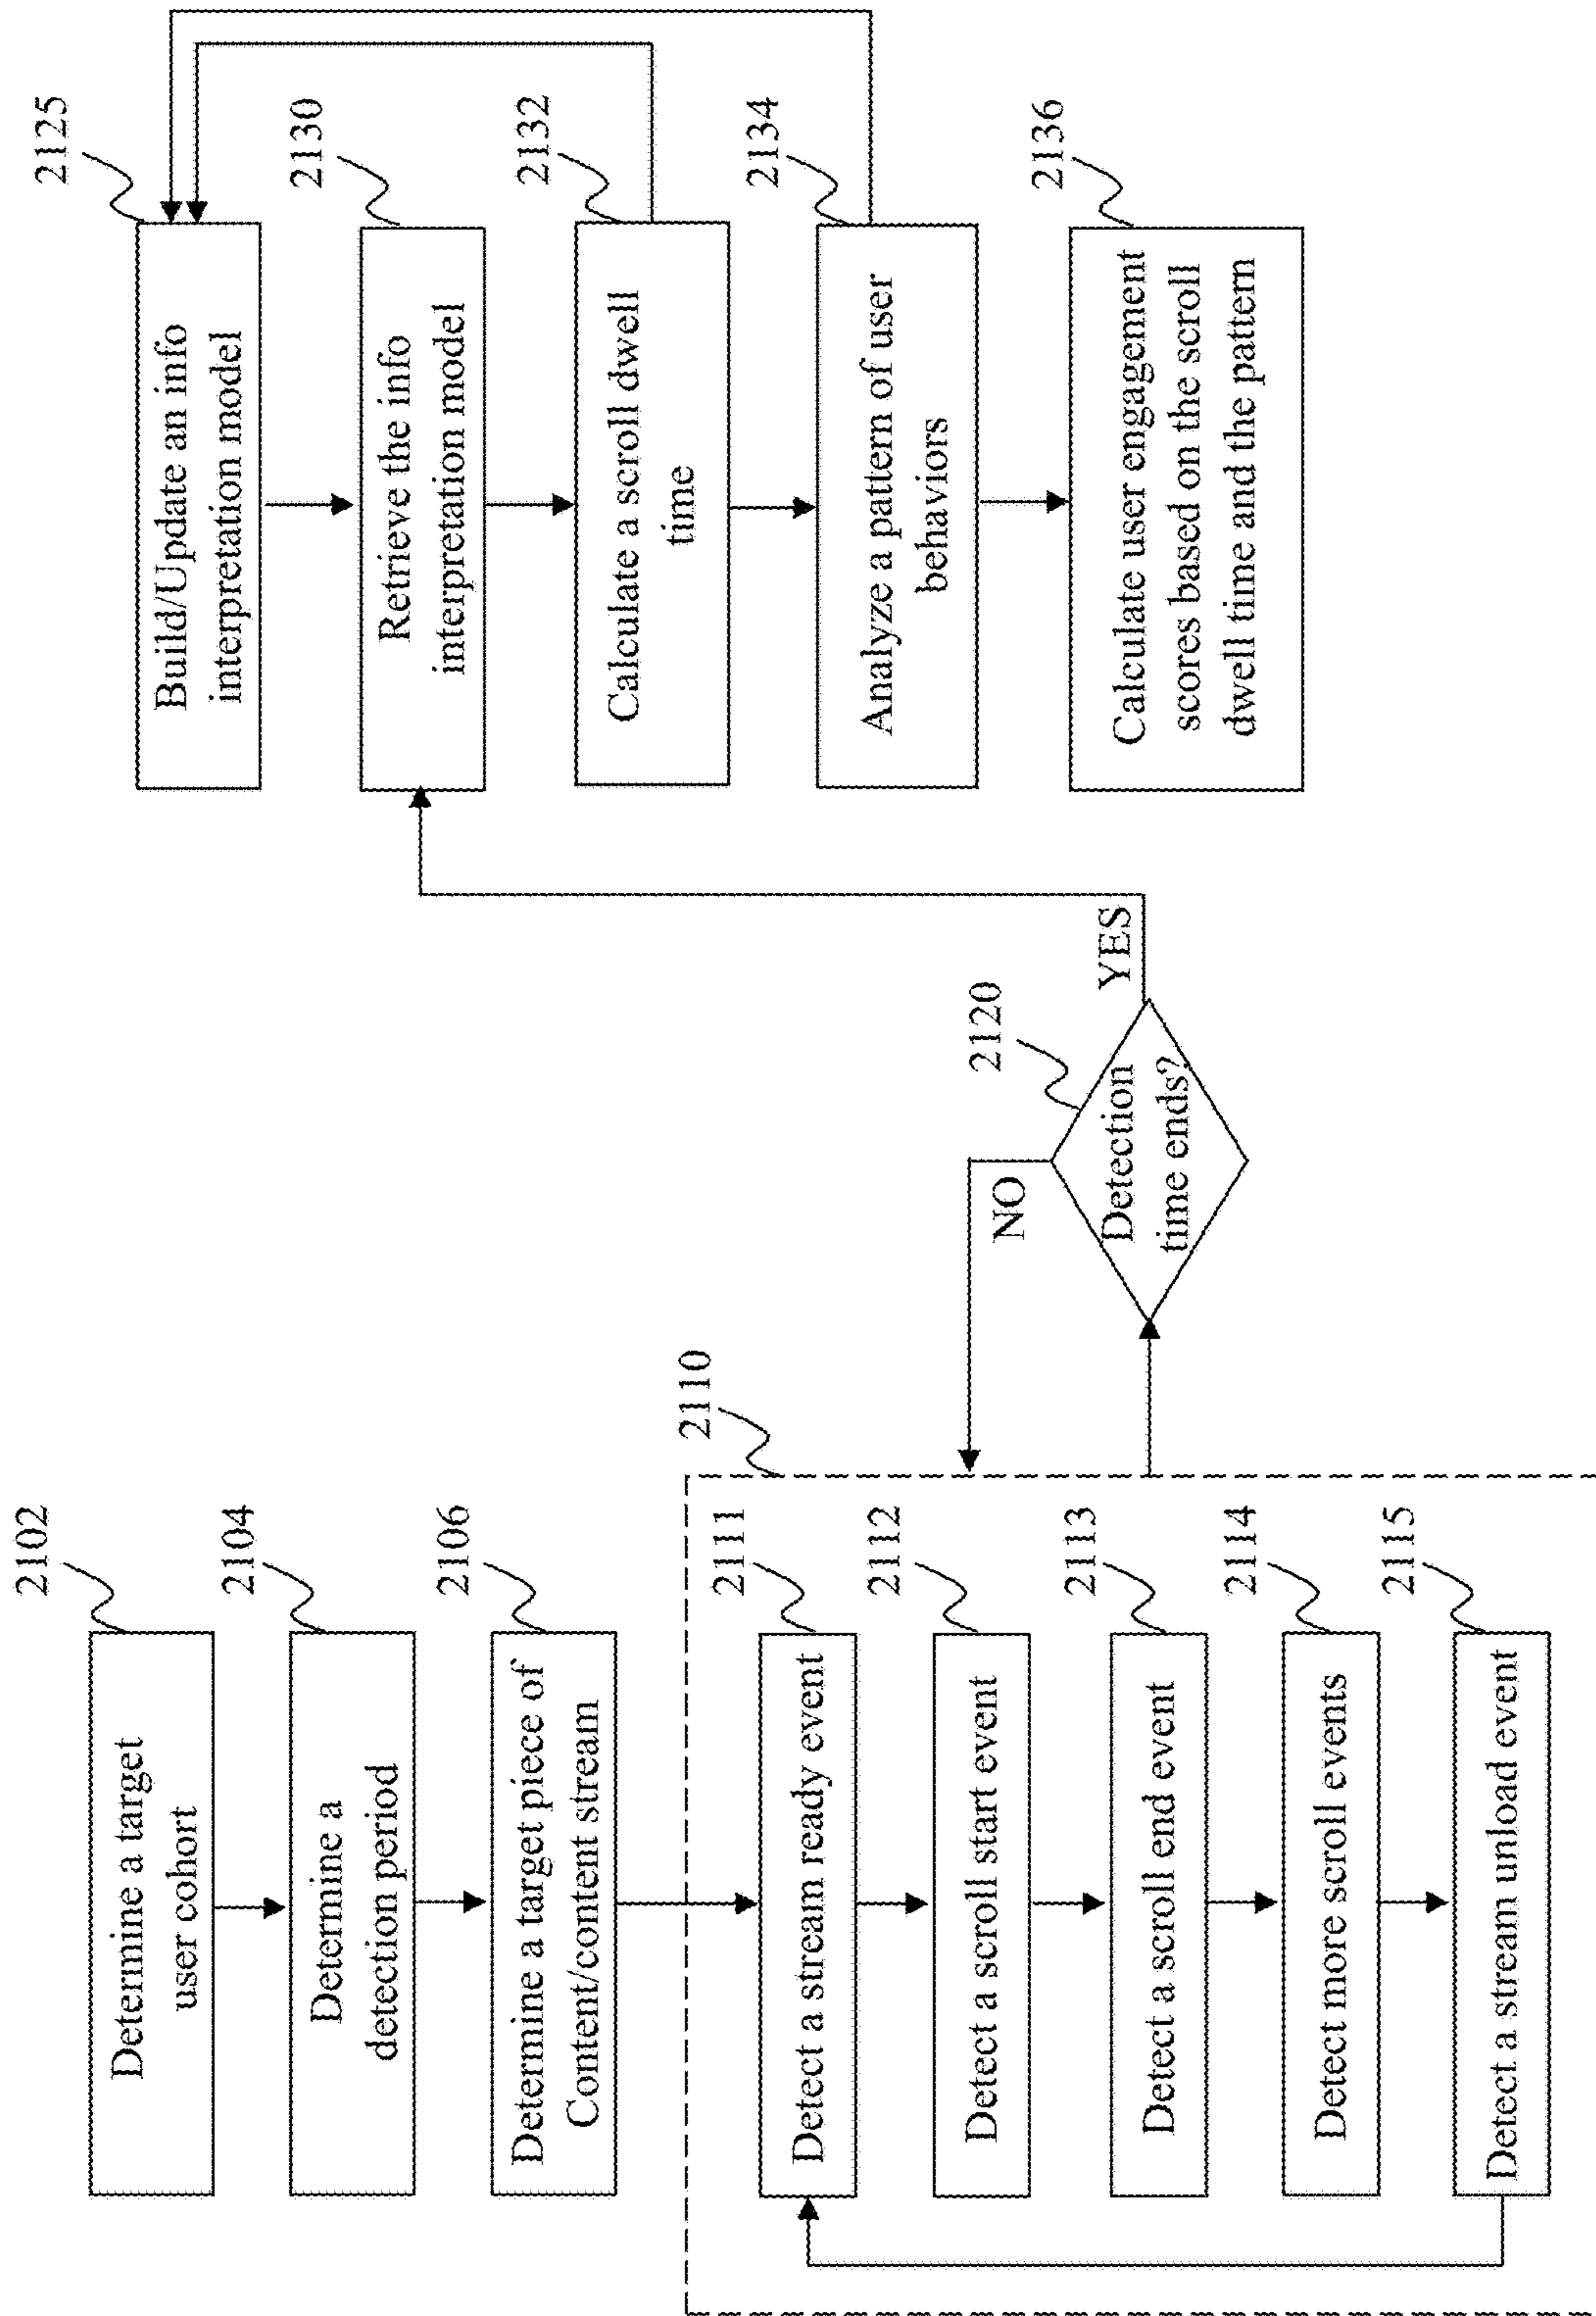 2102
Determine a target
user cohort
2104
Determine a
detection period
2106
Determine a target piece of
Content/content stream
2110
2111
Detect a stream ready event
2112
Detect a scroll start event
2113
Detect a scroll end event
2114
Detect more scroll events
2115
Detect a stream unload event
2120
Detection
time ends?
NO
YES
2125
Build/Update an info
interpretation model
2130
Retrieve the info
interpretation model
2132
Calculate a scroll dwell
time
2134
Analyze a pattern of user
behaviors
2136
Calculate user engagement
scores based on the scroll
dwell time and the pattern